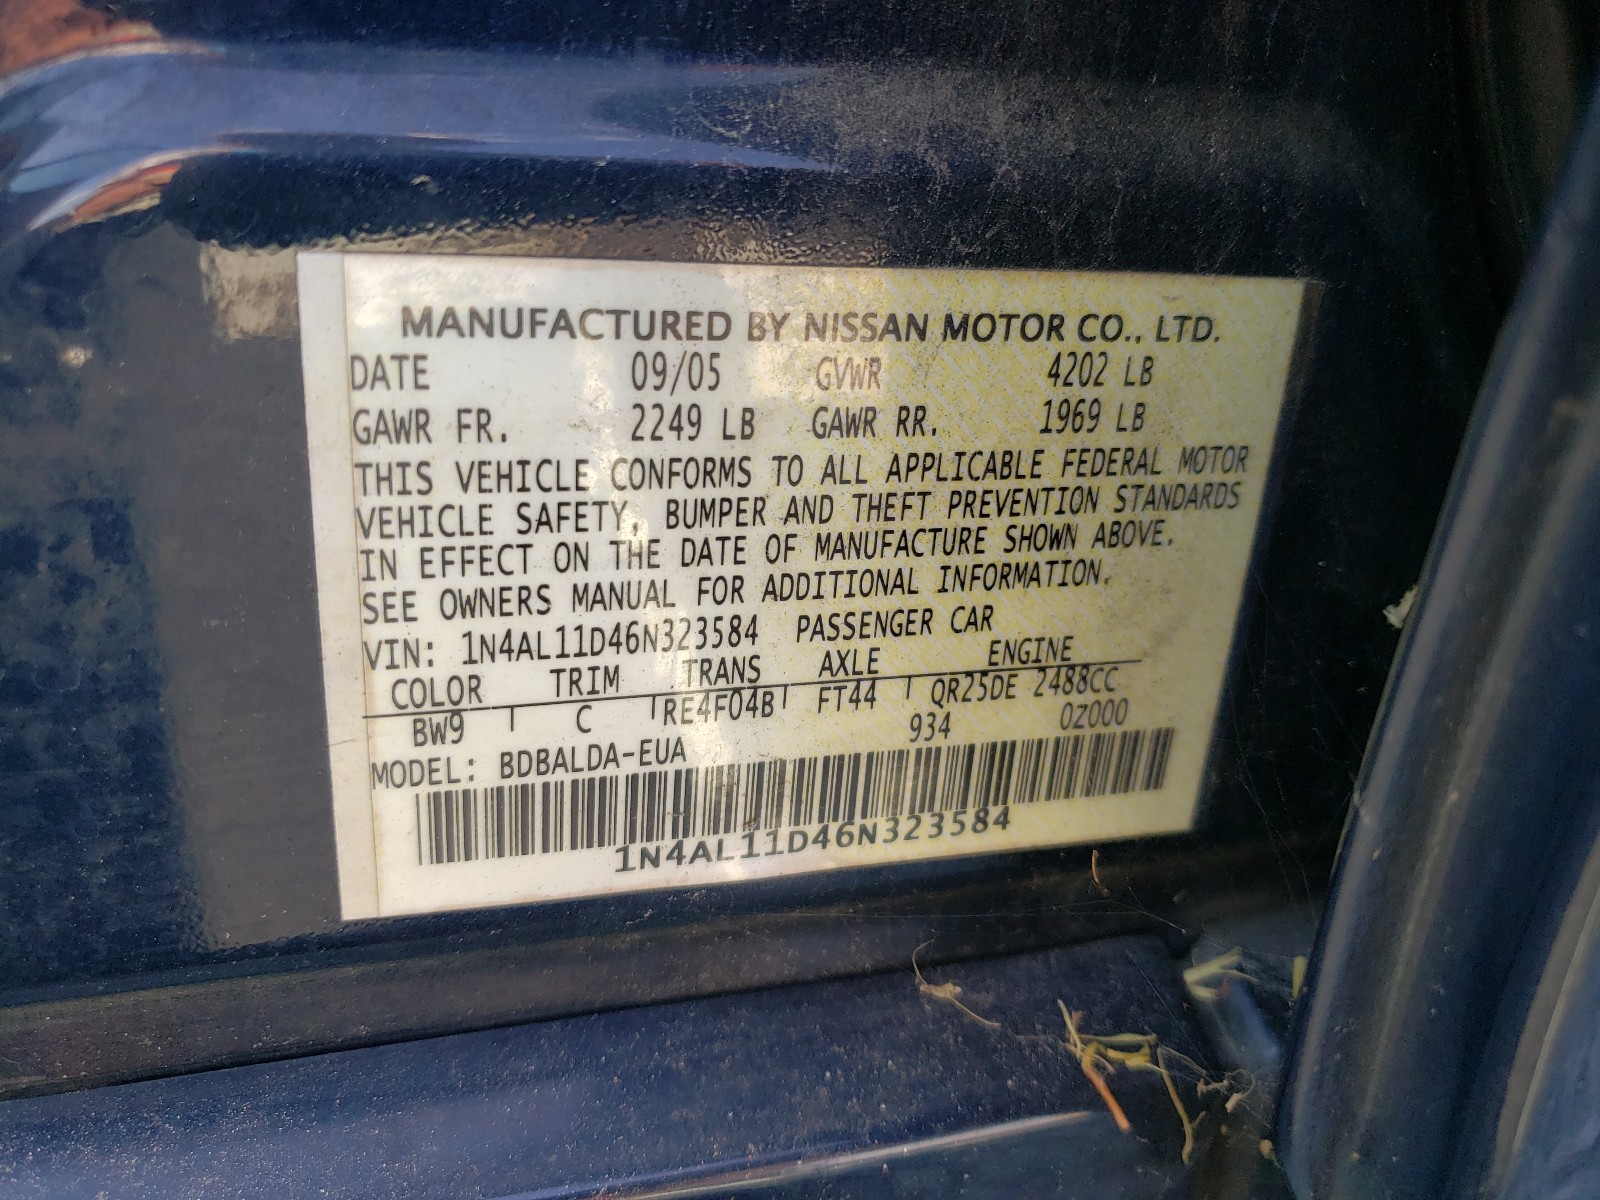 MANUFACTURED BY NISSAN MOTOR CO., LTD.
DATE 09/05 GVWR 4202 LB
GAWR FR. 2249 LB GAWR RR. 1969 LB
THIS VEHICLE CONFORMS TO ALL APPLICABLE FEDERAL MOTOR
VEHICLE SAFETY, BUMPER AND THEFT PREVENTION STANDARDS
IN EFFECT ON THE DATE OF MANUFACTURE SHOWN ABOVE.
SEE OWNERS MANUAL FOR ADDITIONAL INFORMATION.
VIN: 1N4AL11D46N323584 PASSENGER CAR
COLOR TRIM TRANS AXLE ENGINE
BW9 C RE4F04B FT44 QR25DE 2488CC
934 0Z000
MODEL: BDBALDA-EUA
1N4AL11D46N323584